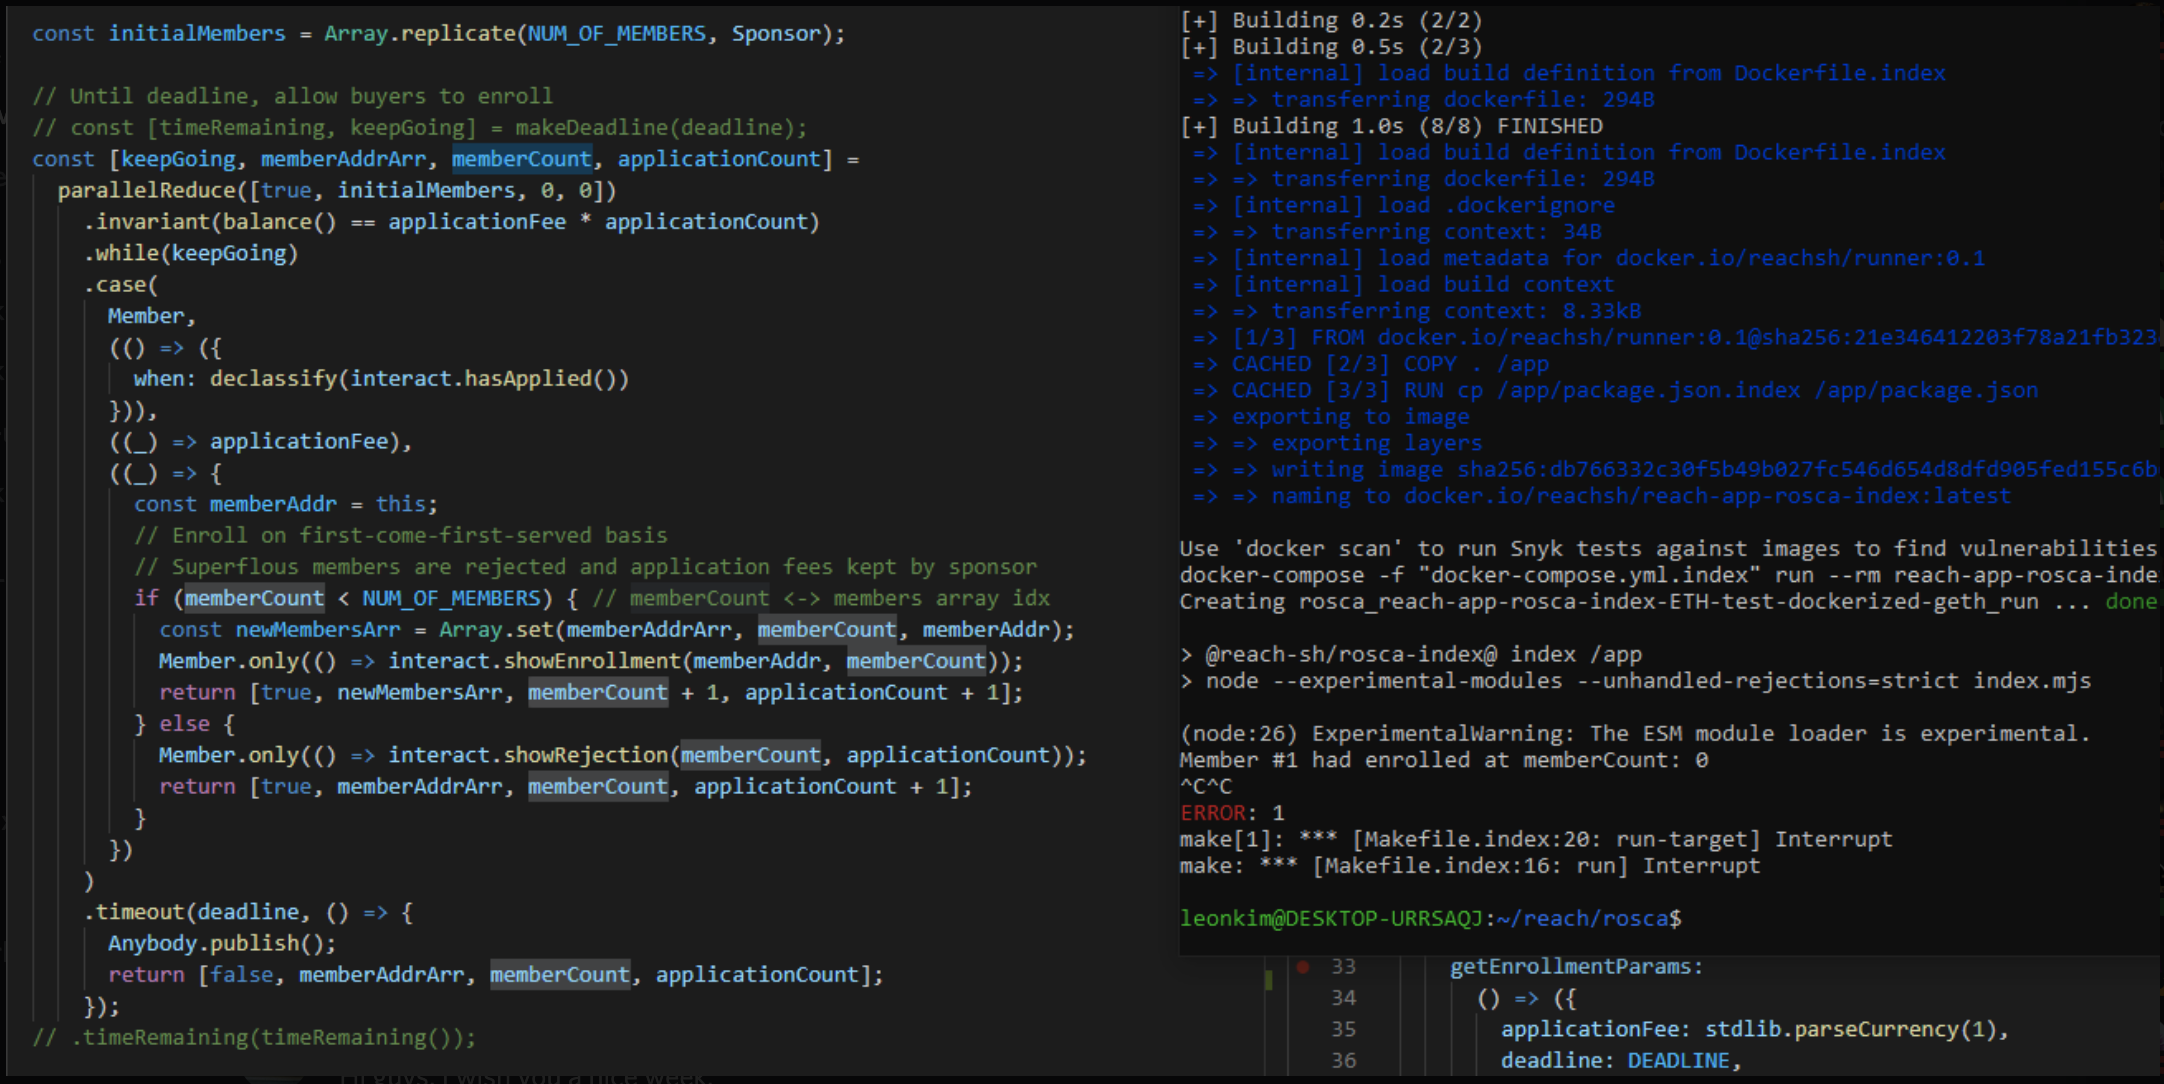 const initialMembers = Array.replicate(NUM_OF_MEMBERS, Sponsor);
// Until deadline, allow buyers to enroll
// const [timeRemaining, keepGoing] = makeDeadline(deadline);
const [keepGoing, memberAddrArr, memberCount, applicationCount] =
parallelReduce([true, initialMembers, 0, 0])
.invariant(balance() == applicationFee * applicationCount)
.while(keepGoing)
.case(
Member,
(() => ({
when: declassify(interact.hasApplied())
})),
((_) => applicationFee),
((_) => {
const memberAddr = this;
// Enroll on first-come-first-served basis
// Superflous members are rejected and application fees kept by sponsor
if (memberCount < NUM_OF_MEMBERS) { // memberCount <-> members array idx
const newMembersArr = Array.set(memberAddrArr, memberCount, memberAddr);
Member.only(() => interact.showEnrollment(memberAddr, memberCount));
return [true, newMembersArr, memberCount + 1, applicationCount + 1];
} else {
Member.only(() => interact.showRejection(memberCount, applicationCount));
return [true, memberAddrArr, memberCount, applicationCount + 1];
}
})
)
.timeout(deadline, () => {
Anybody.publish();
return [false, memberAddrArr, memberCount, applicationCount];
});
// .timeRemaining(timeRemaining());
[+] Building 0.2s (2/2)
[+] Building 0.5s (2/3)
=> [internal] load build definition from Dockerfile.index
=> => transferring dockerfile: 294B
[+] Building 1.0s (8/8) FINISHED
=> [internal] load build definition from Dockerfile.index
=> => transferring dockerfile: 294B
=> [internal] load .dockerignore
=> => transferring context: 34B
=> [internal] load metadata for docker.io/reachsh/runner:0.1
=> [internal] load build context
=> => transferring context: 8.33kB
=> [1/3] FROM docker.io/reachsh/runner:0.1@sha256:21e346412203f78a21fb323
=> CACHED [2/3] COPY . /app
=> CACHED [3/3] RUN cp /app/package.json.index /app/package.json
=> exporting to image
=> => exporting layers
=> => writing image sha256:db766332c30f5b49b027fc546d654d8dfd905fed155c6b
=> => naming to docker.io/reachsh/reach-app-rosca-index:latest
Use 'docker scan' to run Snyk tests against images to find vulnerabilities
docker-compose -f "docker-compose.yml.index" run --rm reach-app-rosca-inde
Creating rosca_reach-app-rosca-index-ETH-test-dockerized-geth_run ... done
> @reach-sh/rosca-index@ index /app
> node --experimental-modules --unhandled-rejections=strict index.mjs
(node:26) ExperimentalWarning: The ESM module loader is experimental.
Member #1 had enrolled at memberCount: 0
^C^C
ERROR: 1
make[1]: *** [Makefile.index:20: run-target] Interrupt
make: *** [Makefile.index:16: run] Interrupt
leonkim@DESKTOP-URRSAQJ:~/reach/rosca$
33 getEnrollmentParams:
34 () => ({
35 applicationFee: stdlib.parseCurrency(1),
36 deadline: DEADLINE,